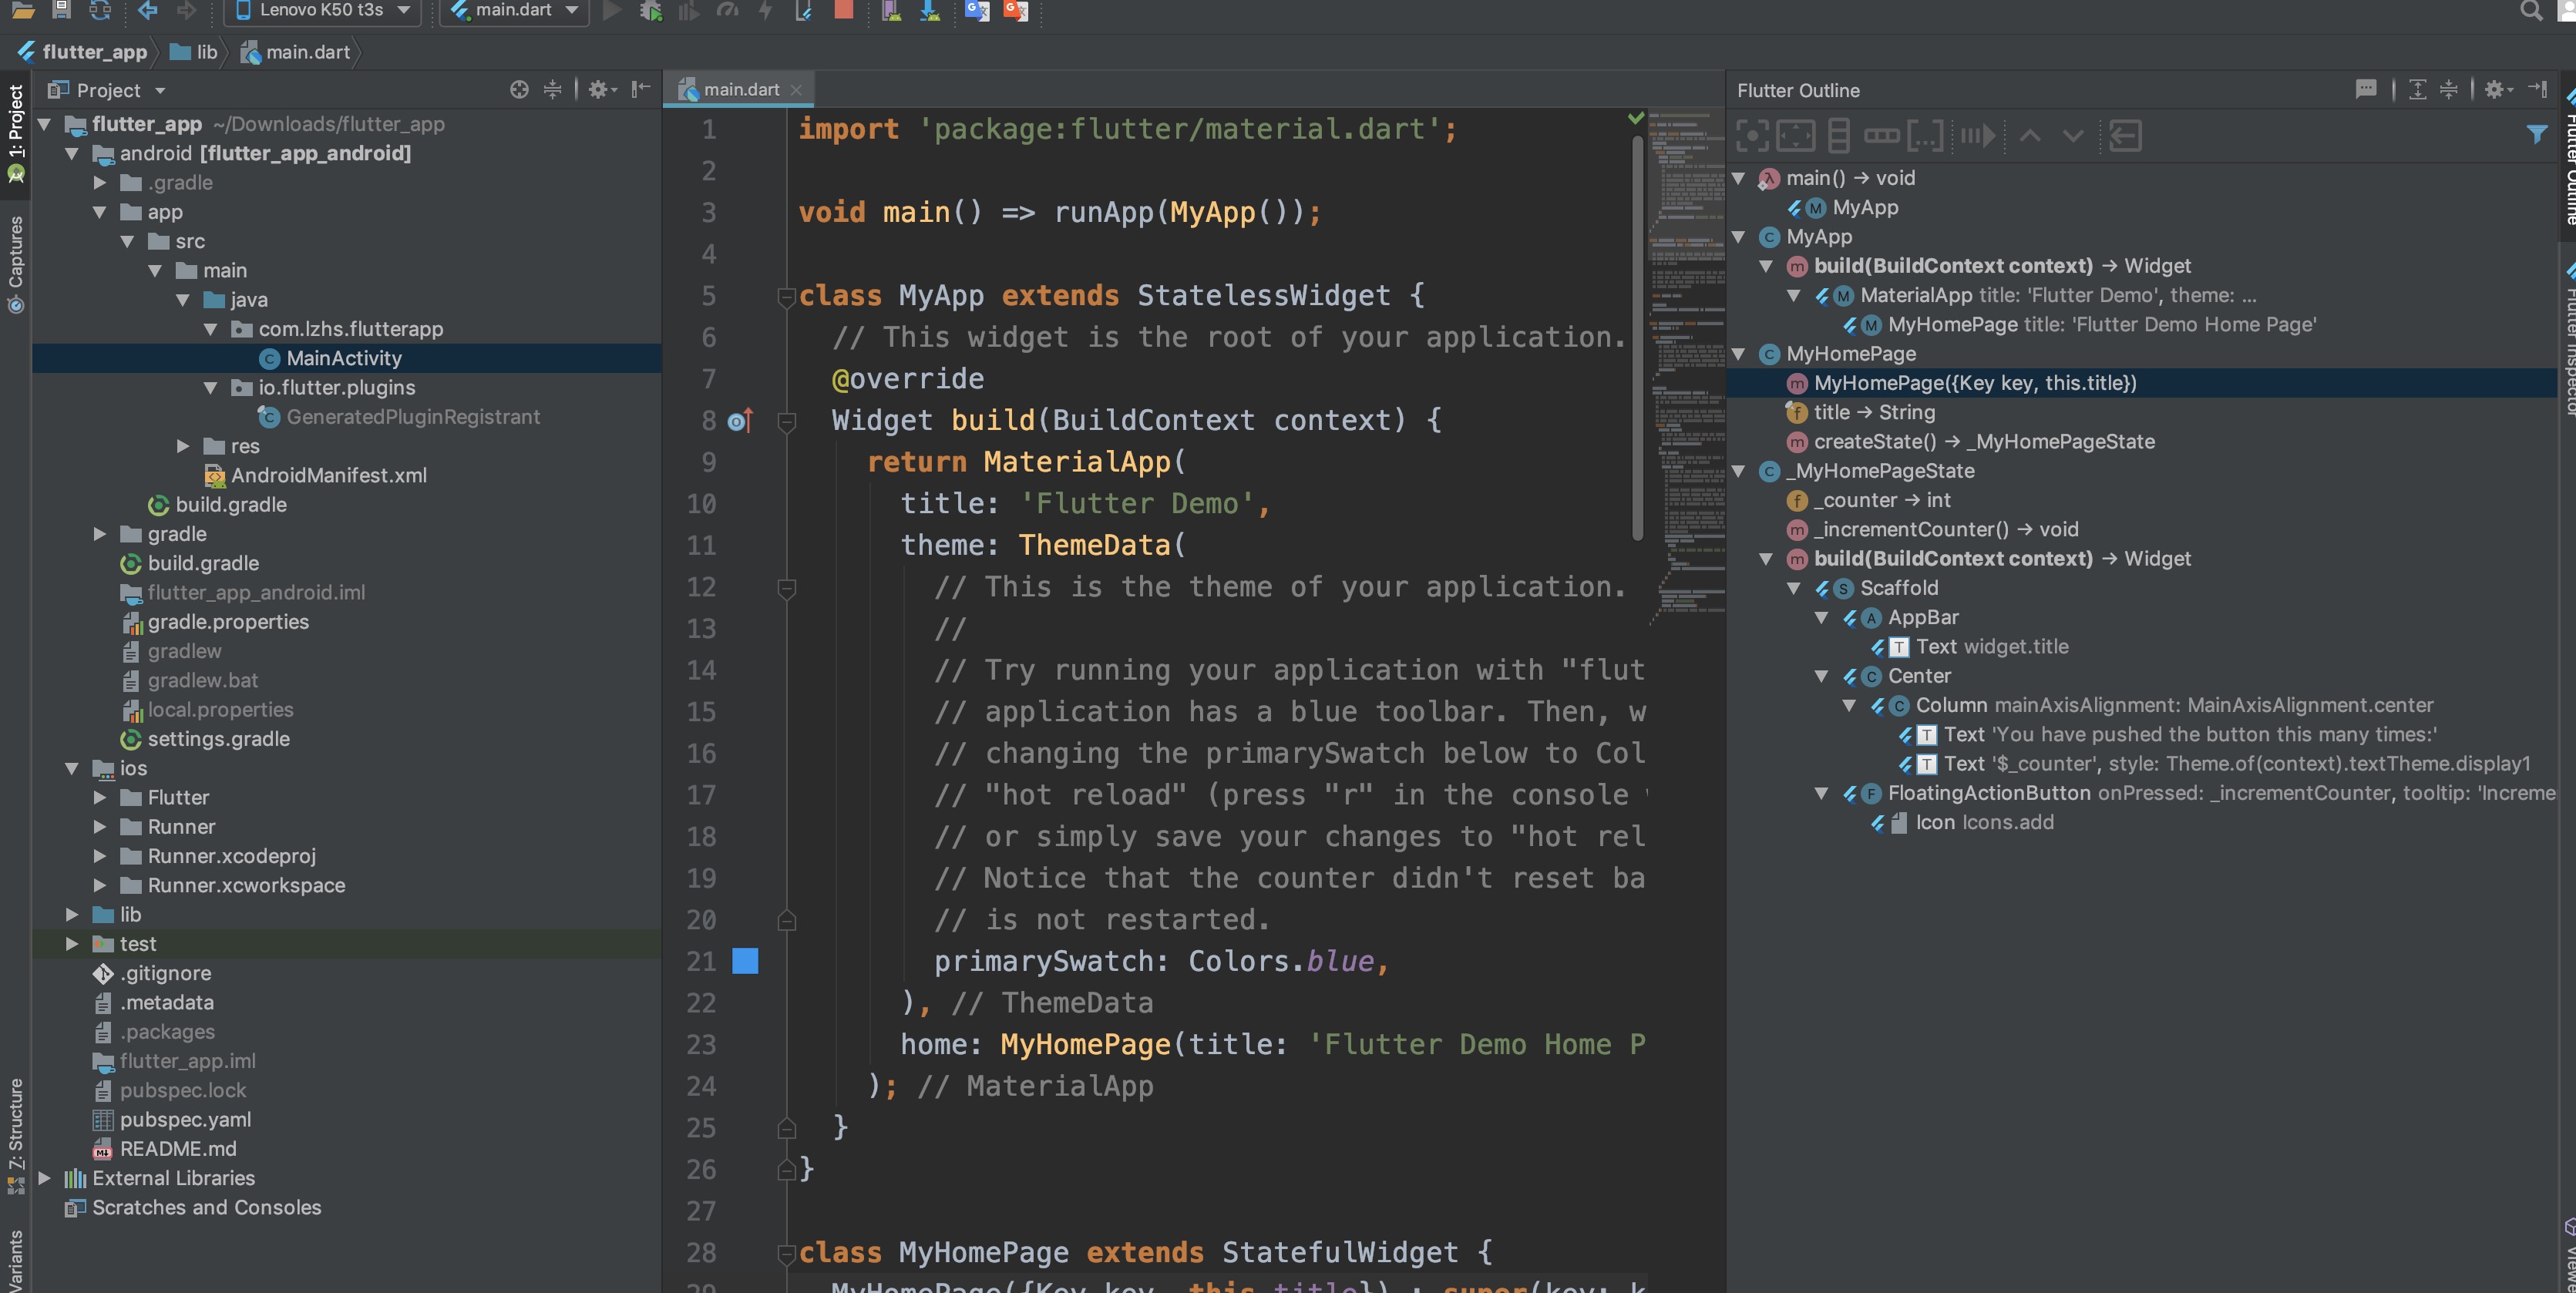 Lenovo K50 t3s
main.dart
flutter_app
lib
main.dart
1: Project
Captures
Z: Structure
Variants
Project
flutter_app ~/Downloads/flutter_app
android [flutter_app_android]
.gradle
app
src
main
java
com.lzhs.flutterapp
MainActivity
io.flutter.plugins
GeneratedPluginRegistrant
res
AndroidManifest.xml
build.gradle
gradle
build.gradle
flutter_app_android.iml
gradle.properties
gradlew
gradlew.bat
local.properties
settings.gradle
ios
Flutter
Runner
Runner.xcodeproj
Runner.xcworkspace
lib
test
.gitignore
.metadata
.packages
flutter_app.iml
pubspec.lock
pubspec.yaml
README.md
External Libraries
Scratches and Consoles
main.dart
1 import 'package:flutter/material.dart';
2
3 void main() => runApp(MyApp());
4
5 class MyApp extends StatelessWidget {
6 // This widget is the root of your application.
7 @override
8 Widget build(BuildContext context) {
9 return MaterialApp(
10 title: 'Flutter Demo',
11 theme: ThemeData(
12 // This is the theme of your application.
13 //
14 // Try running your application with "flut
15 // application has a blue toolbar. Then, w
16 // changing the primarySwatch below to Col
17 // "hot reload" (press "r" in the console
18 // or simply save your changes to "hot rel
19 // Notice that the counter didn't reset ba
20 // is not restarted.
21 primarySwatch: Colors.blue,
22 ), // ThemeData
23 home: MyHomePage(title: 'Flutter Demo Home P
24 ); // MaterialApp
25 }
26 }
27
28 class MyHomePage extends StatefulWidget {
29 MyHomePage({Key key, this.title}) : super(key: k
Flutter Outline
main() → void
MyApp
MyApp
build(BuildContext context) → Widget
MaterialApp title: 'Flutter Demo', theme: ...
MyHomePage title: 'Flutter Demo Home Page'
MyHomePage
MyHomePage({Key key, this.title})
title → String
createState() → _MyHomePageState
_MyHomePageState
_counter → int
_incrementCounter() → void
build(BuildContext context) → Widget
Scaffold
AppBar
Text widget.title
Center
Column mainAxisAlignment: MainAxisAlignment.center
Text 'You have pushed the button this many times:'
Text '$_counter', style: Theme.of(context).textTheme.display1
FloatingActionButton onPressed: _incrementCounter, tooltip: 'Increme
Icon Icons.add
Flutter Outline
Flutter Inspector